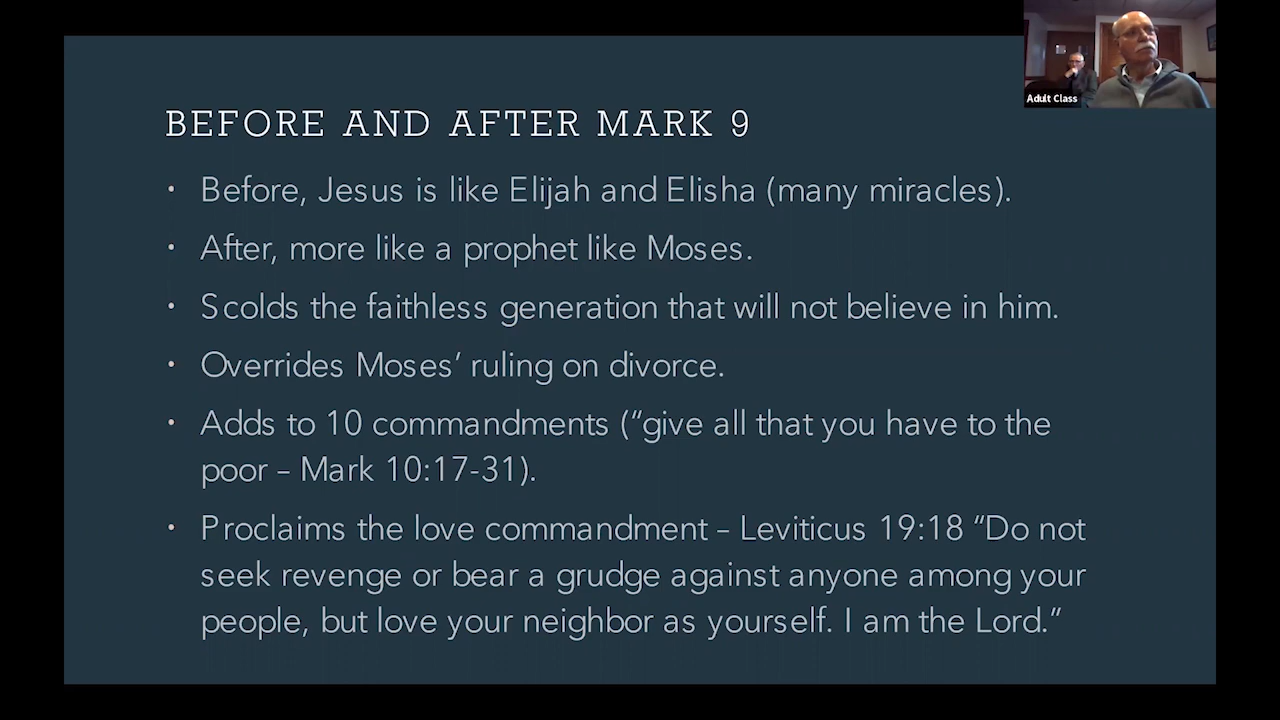 Adult Class
BEFORE AND AFTER MARK 9
• Before, Jesus is like Elijah and Elisha (many miracles).
• After, more like a prophet like Moses.
• Scolds the faithless generation that will not believe in him.
• Overrides Moses’ ruling on divorce.
• Adds to 10 commandments (“give all that you have to the
poor – Mark 10:17-31).
• Proclaims the love commandment – Leviticus 19:18 “Do not
seek revenge or bear a grudge against anyone among your
people, but love your neighbor as yourself. I am the Lord.”